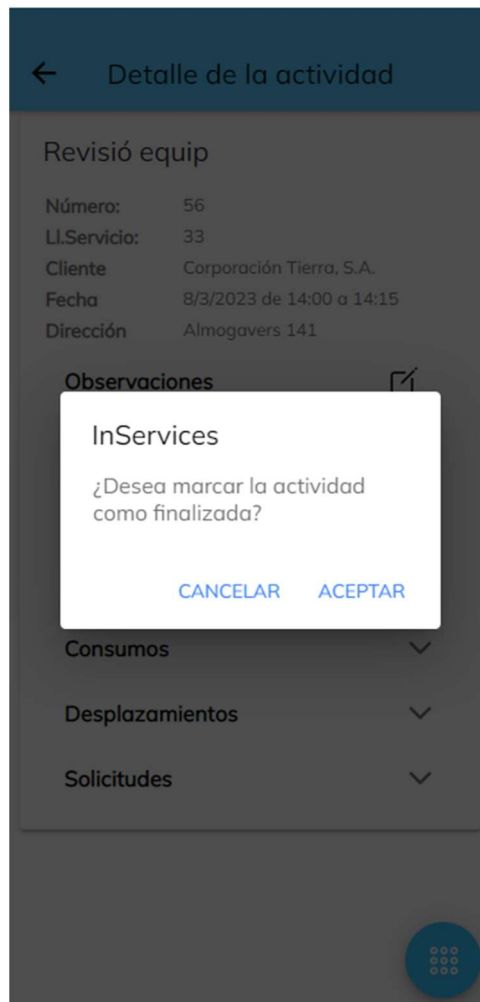 Detalle de la actividad
Revisió equip
Número: 56
Ll.Servicio: 33
Cliente Corporación Tierra, S.A.
Fecha 8/3/2023 de 14:00 a 14:15
Dirección Almogavers 141
Observaciones
InServices
¿Desea marcar la actividad
como finalizada?
CANCELAR ACEPTAR
Consumos
Desplazamientos
Solicitudes